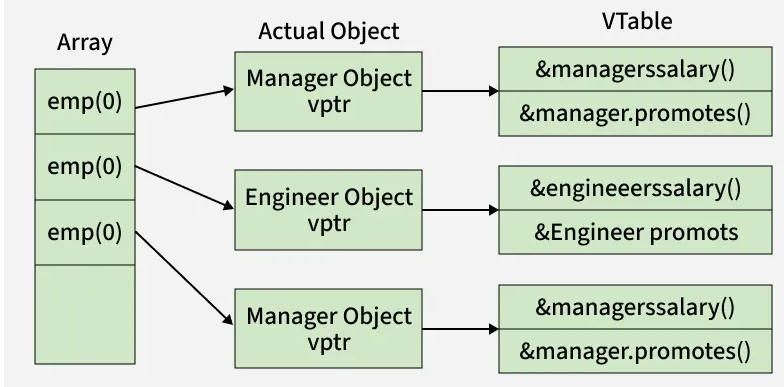 Array
Actual Object
VTable
emp(0)
emp(0)
emp(0)
Manager Object
vptr
Engineer Object
vptr
Manager Object
vptr
&managerssalary()
&manager.promotes()
&engineeerssalary()
&Engineer promots
&managerssalary()
&manager.promotes()